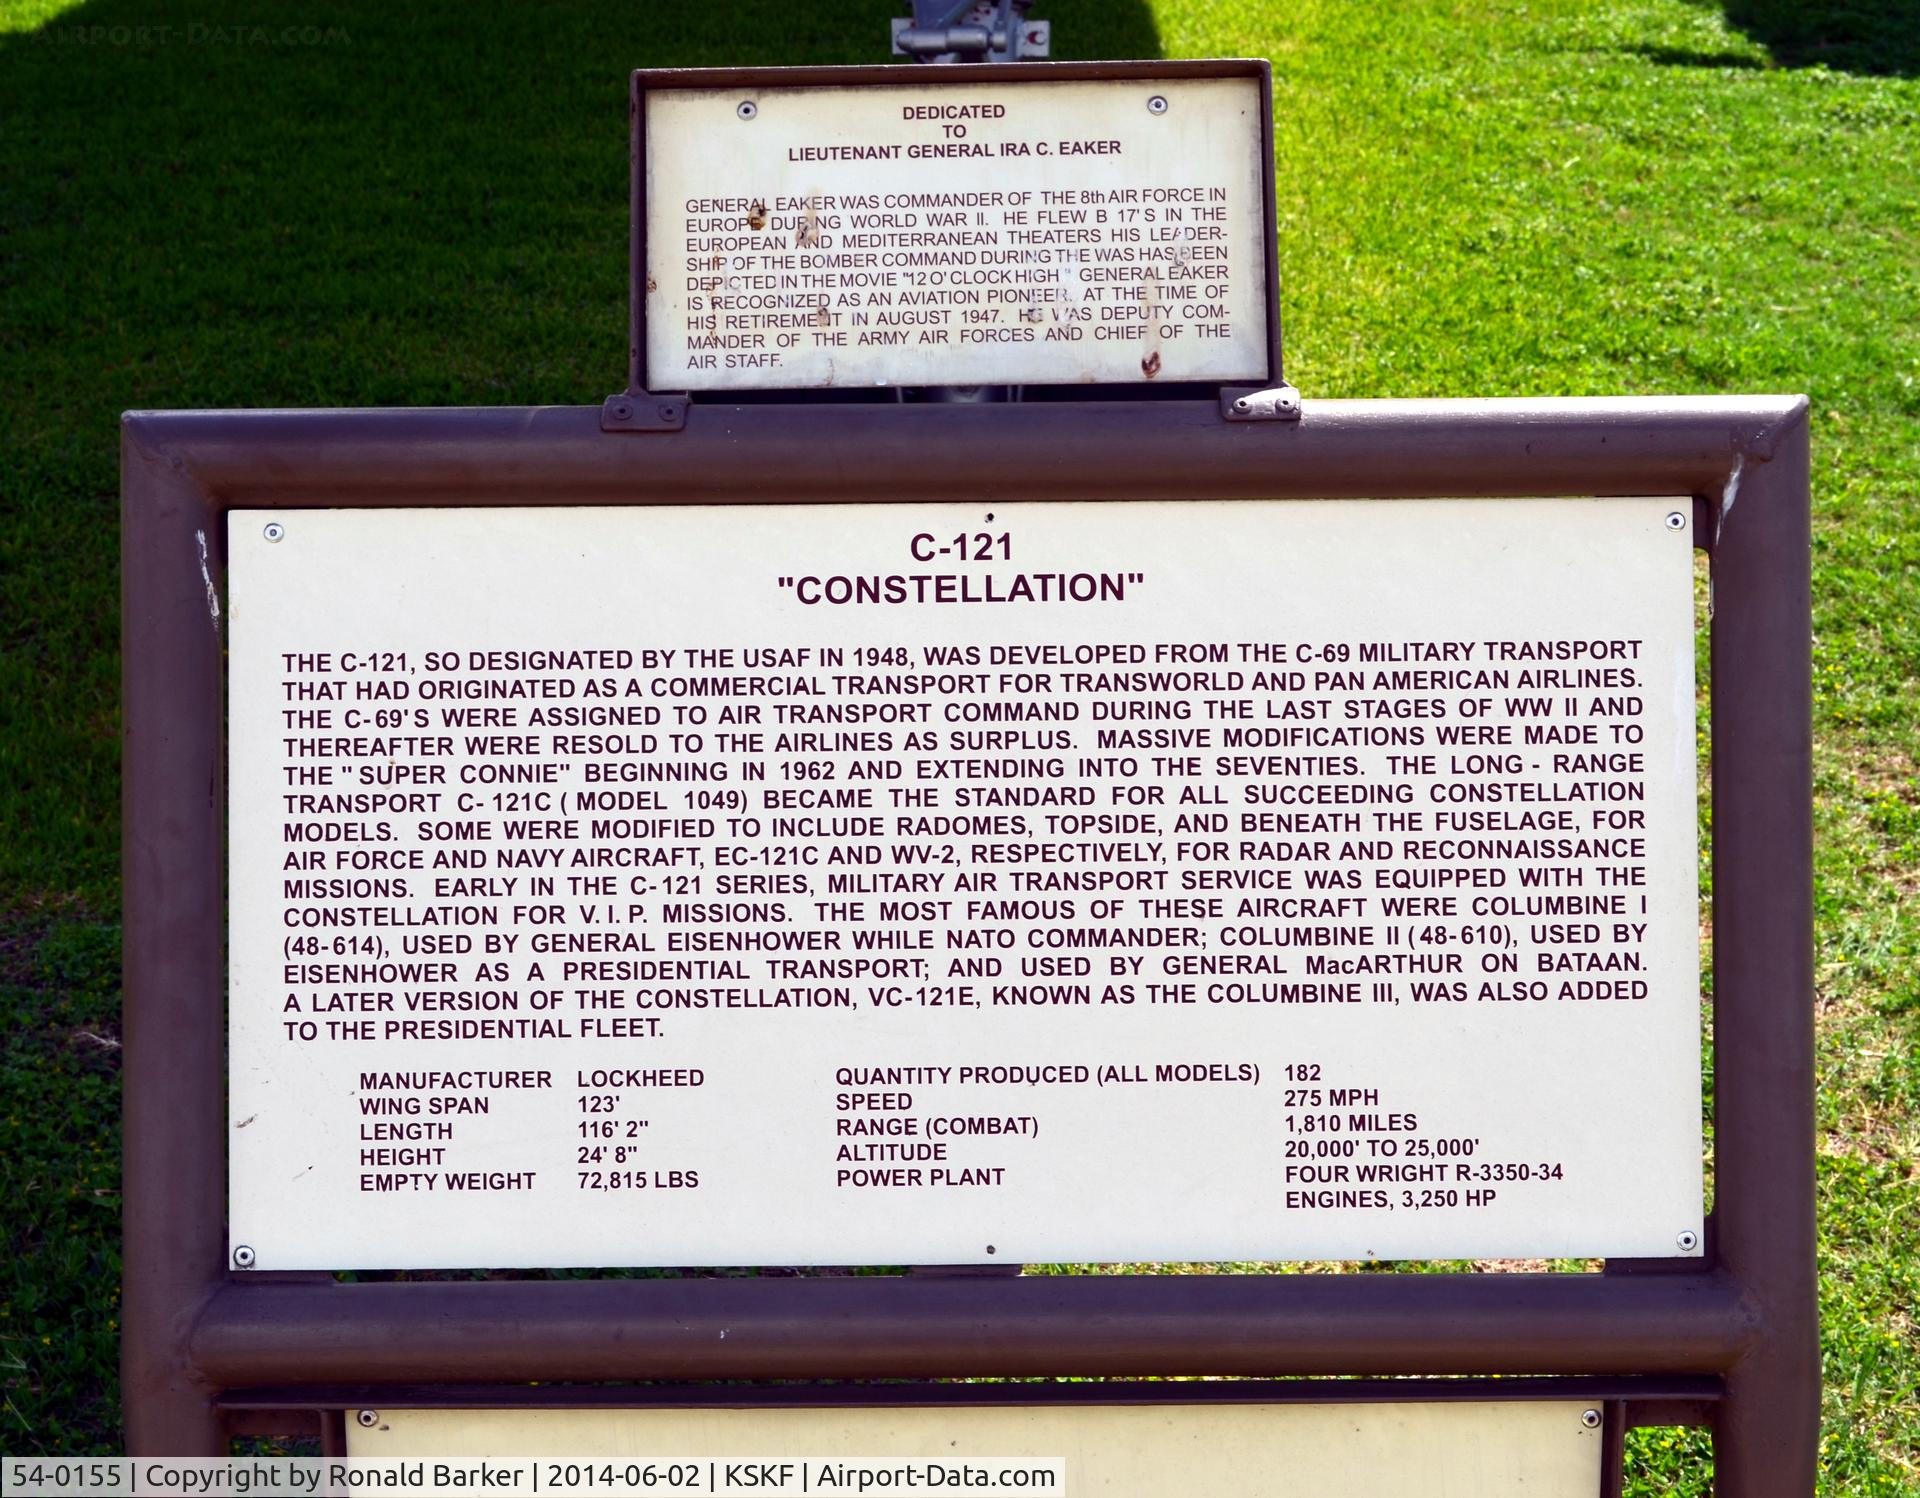 AIRPORT-DATA.COM
DEDICATED
TO
LIEUTENANT GENERAL IRA C. EAKER
GENERAL EAKER WAS COMMANDER OF THE 8th AIR FORCE IN
EUROPE DURING WORLD WAR II. HE FLEW B 17'S IN THE
EUROPEAN AND MEDITERRANEAN THEATERS HIS LEADER-
SHIP OF THE BOMBER COMMAND DURING THE WAS HAS BEEN
DEPICTED IN THE MOVIE "12 O'CLOCK HIGH." GENERAL EAKER
IS RECOGNIZED AS AN AVIATION PIONEER. AT THE TIME OF
HIS RETIREMENT IN AUGUST 1947. HE WAS DEPUTY COM-
MANDER OF THE ARMY AIR FORCES AND CHIEF OF THE
AIR STAFF.
C-121
"CONSTELLATION"
THE C-121, SO DESIGNATED BY THE USAF IN 1948, WAS DEVELOPED FROM THE C-69 MILITARY TRANSPORT
THAT HAD ORIGINATED AS A COMMERCIAL TRANSPORT FOR TRANSWORLD AND PAN AMERICAN AIRLINES.
THE C-69'S WERE ASSIGNED TO AIR TRANSPORT COMMAND DURING THE LAST STAGES OF WW II AND
THEREAFTER WERE RESOLD TO THE AIRLINES AS SURPLUS. MASSIVE MODIFICATIONS WERE MADE TO
THE "SUPER CONNIE" BEGINNING IN 1962 AND EXTENDING INTO THE SEVENTIES. THE LONG - RANGE
TRANSPORT C-121C (MODEL 1049) BECAME THE STANDARD FOR ALL SUCCEEDING CONSTELLATION
MODELS. SOME WERE MODIFIED TO INCLUDE RADOMES, TOPSIDE, AND BENEATH THE FUSELAGE, FOR
AIR FORCE AND NAVY AIRCRAFT, EC-121C AND WV-2, RESPECTIVELY, FOR RADAR AND RECONNAISSANCE
MISSIONS. EARLY IN THE C-121 SERIES, MILITARY AIR TRANSPORT SERVICE WAS EQUIPPED WITH THE
CONSTELLATION FOR V.I.P. MISSIONS. THE MOST FAMOUS OF THESE AIRCRAFT WERE COLUMBINE I
(48-614), USED BY GENERAL EISENHOWER WHILE NATO COMMANDER; COLUMBINE II (48-610), USED BY
EISENHOWER AS A PRESIDENTIAL TRANSPORT; AND USED BY GENERAL MacARTHUR ON BATAAN.
A LATER VERSION OF THE CONSTELLATION, VC-121E, KNOWN AS THE COLUMBINE III, WAS ALSO ADDED
TO THE PRESIDENTIAL FLEET.
MANUFACTURER LOCKHEED QUANTITY PRODUCED (ALL MODELS) 182
WING SPAN 123' SPEED 275 MPH
LENGTH 116' 2" RANGE (COMBAT) 1,810 MILES
HEIGHT 24' 8" ALTITUDE 20,000' TO 25,000'
EMPTY WEIGHT 72,815 LBS POWER PLANT FOUR WRIGHT R-3350-34
ENGINES, 3,250 HP
54-0155 | Copyright by Ronald Barker | 2014-06-02 | KSKF | Airport-Data.com